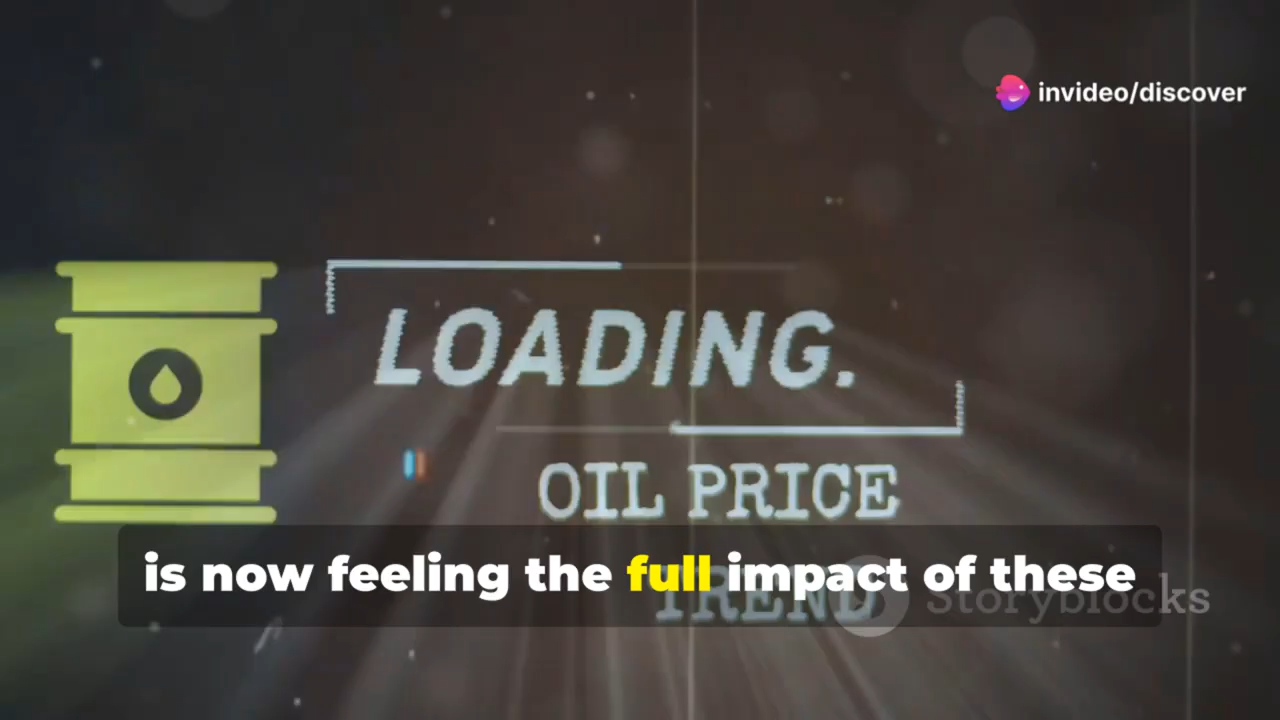 invideo/discover
LOADING.
OIL PRICE
is now feeling the full impact of these
TREND
Storyblocks